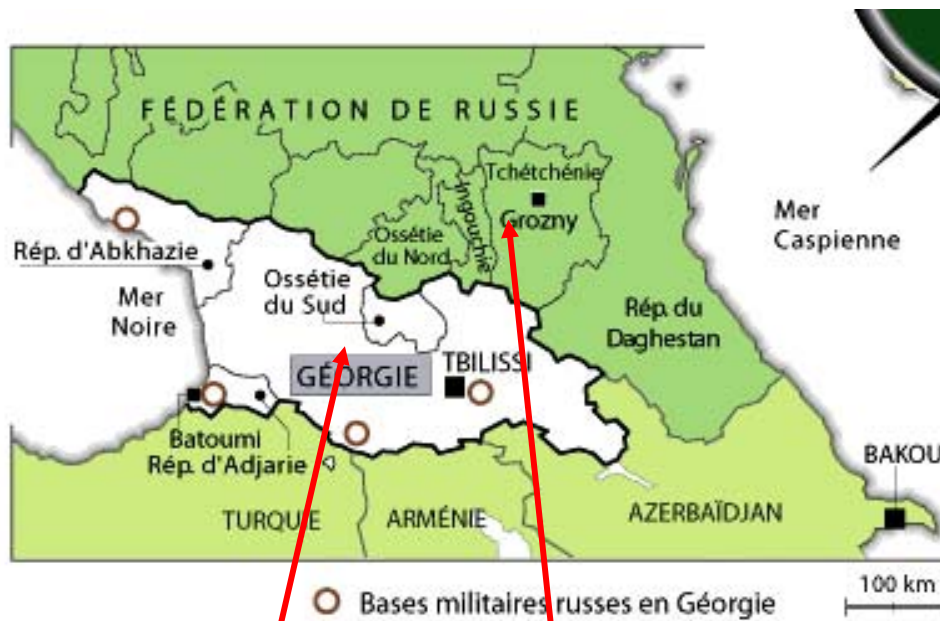 FÉDÉRATION DE RUSSIE
Tchétchénie
Grozny
Ingouchie
Ossétie
du Nord
Mer
Caspienne
Rép. d'Abkhazie
Ossétie
du Sud
Mer
Noire
Rép. du
Daghestan
GÉORGIE
TBILISSI
Batoumi
Rép. d'Adjarie
BAKOU
TURQUIE
ARMÉNIE
AZERBAÏDJAN
Bases militaires russes en Géorgie
100 km